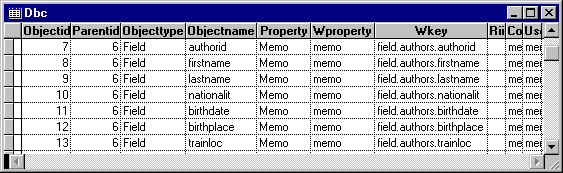 Dbc
Objectid Parentid Objecttype Objectname Property Wproperty Wkey Rii Co Use
7 6 Field authorid Memo memo field.authors.authorid me me
8 6 Field firstname Memo memo field.authors.firstname me me
9 6 Field lastname Memo memo field.authors.lastname me me
10 6 Field nationalit Memo memo field.authors.nationalit me me
11 6 Field birthdate Memo memo field.authors.birthdate me me
12 6 Field birthplace Memo memo field.authors.birthplace me me
13 6 Field trainloc Memo memo field.authors.trainloc me me